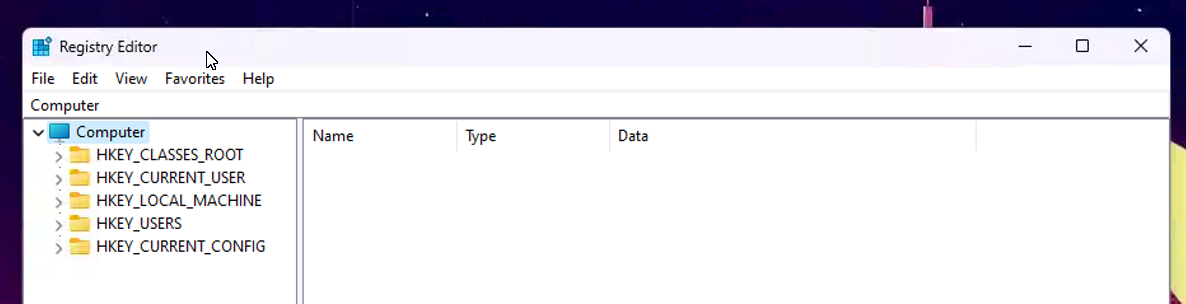 Registry Editor
File Edit View Favorites Help
Computer
Computer
HKEY_CLASSES_ROOT
HKEY_CURRENT_USER
HKEY_LOCAL_MACHINE
HKEY_USERS
HKEY_CURRENT_CONFIG
Name Type Data